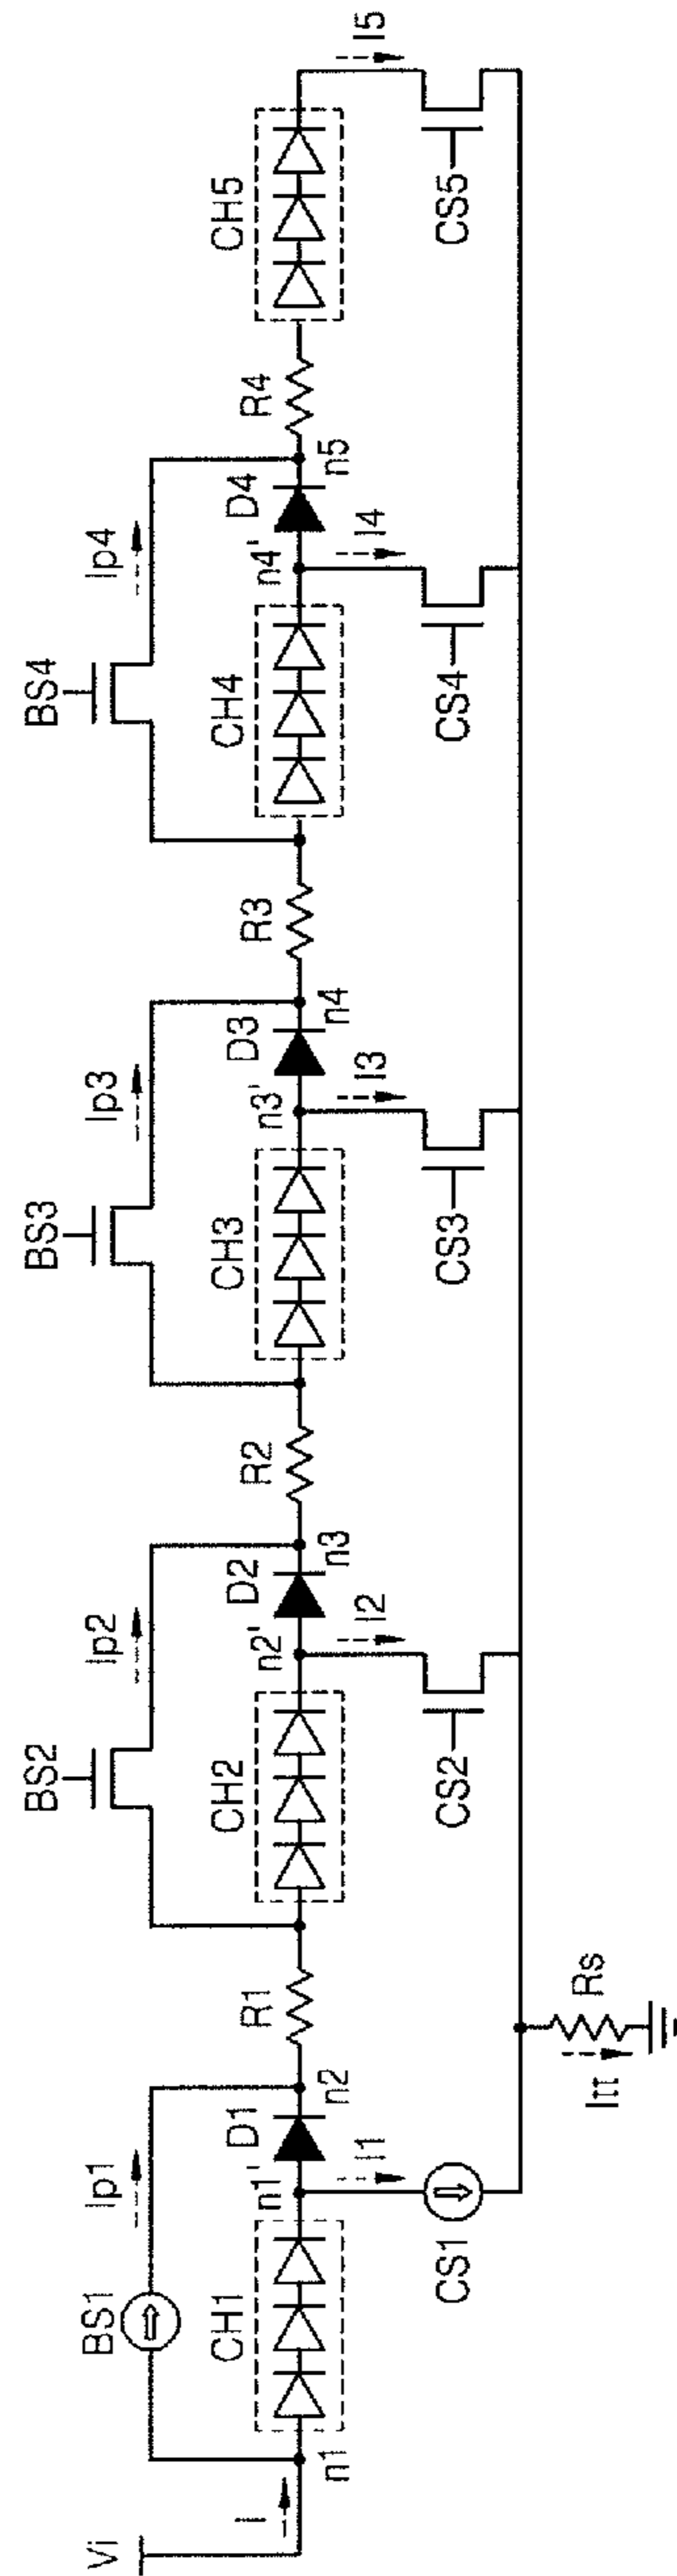 Vi
I
n1
BS1
Ip1
CH1
n1'
D1
n2
I1
CS1
R1
Rs
IΠ
BS2
Ip2
CH2
n2'
D2
n3
I2
CS2
R2
BS3
Ip3
CH3
n3'
D3
n4
I3
CS3
R3
BS4
Ip4
CH4
n4'
D4
n5
I4
CS4
R4
CH5
I5
CS5